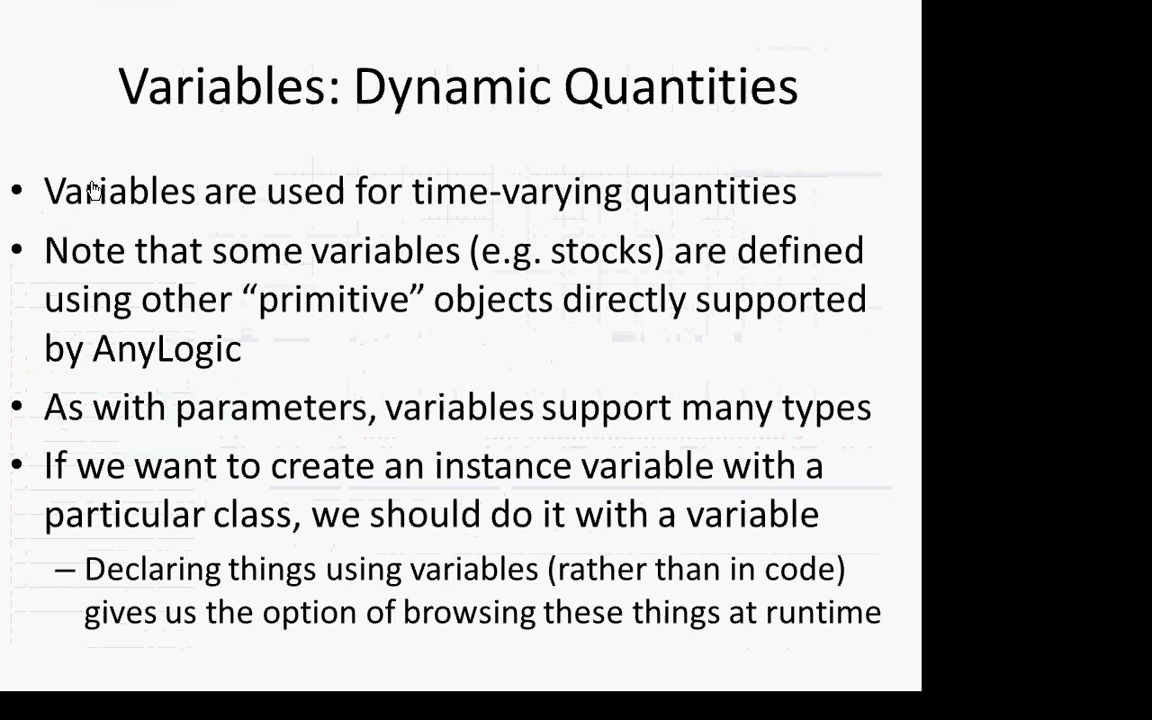 Variables: Dynamic Quantities
• Variables are used for time-varying quantities
• Note that some variables (e.g. stocks) are defined
using other “primitive” objects directly supported
by AnyLogic
• As with parameters, variables support many types
• If we want to create an instance variable with a
particular class, we should do it with a variable
– Declaring things using variables (rather than in code)
gives us the option of browsing these things at runtime